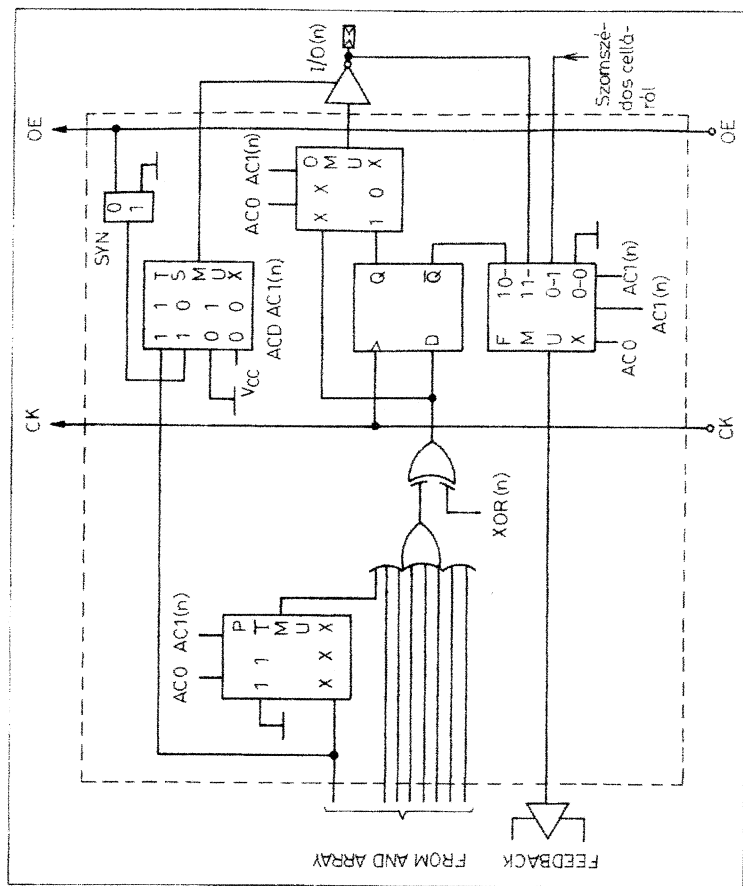 CK
OE
SYN
0
1
I/O(n)
1 1 T
1 0 S
M
0 1 U
0 0 X
VCC
ACD AC1(n)
AC0 AC1(n)
X X O
M
U
1 0 X
AC0 AC1(n)
P
1 1 T
M
U
X X X
Q
D Q
XOR(n)
F 10-
M 11-
U 0-1
X 0-0
AC0
AC1(n)
AC1(n)
Szomszé-
dos cellá-
ról
FROM AND ARRAY
FEEDBACK
CK
OE